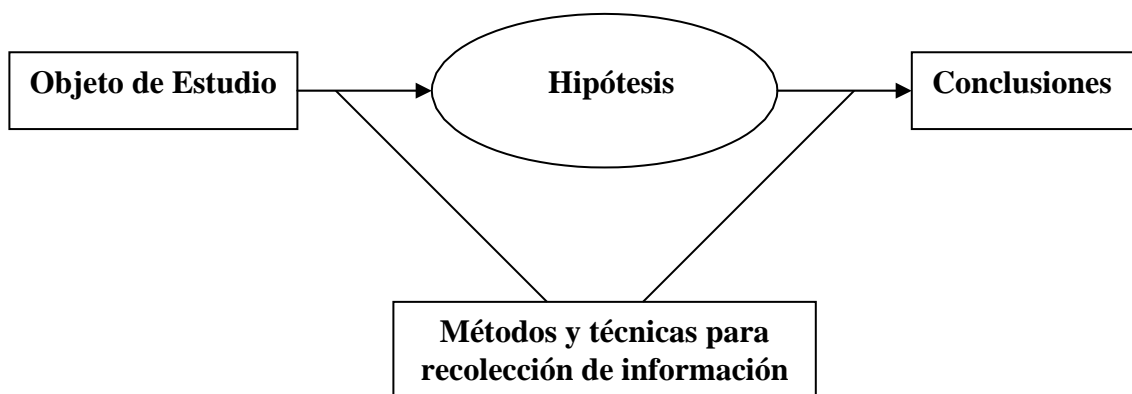 Objeto de Estudio
Hipótesis
Conclusiones
Métodos y técnicas para
recolección de información